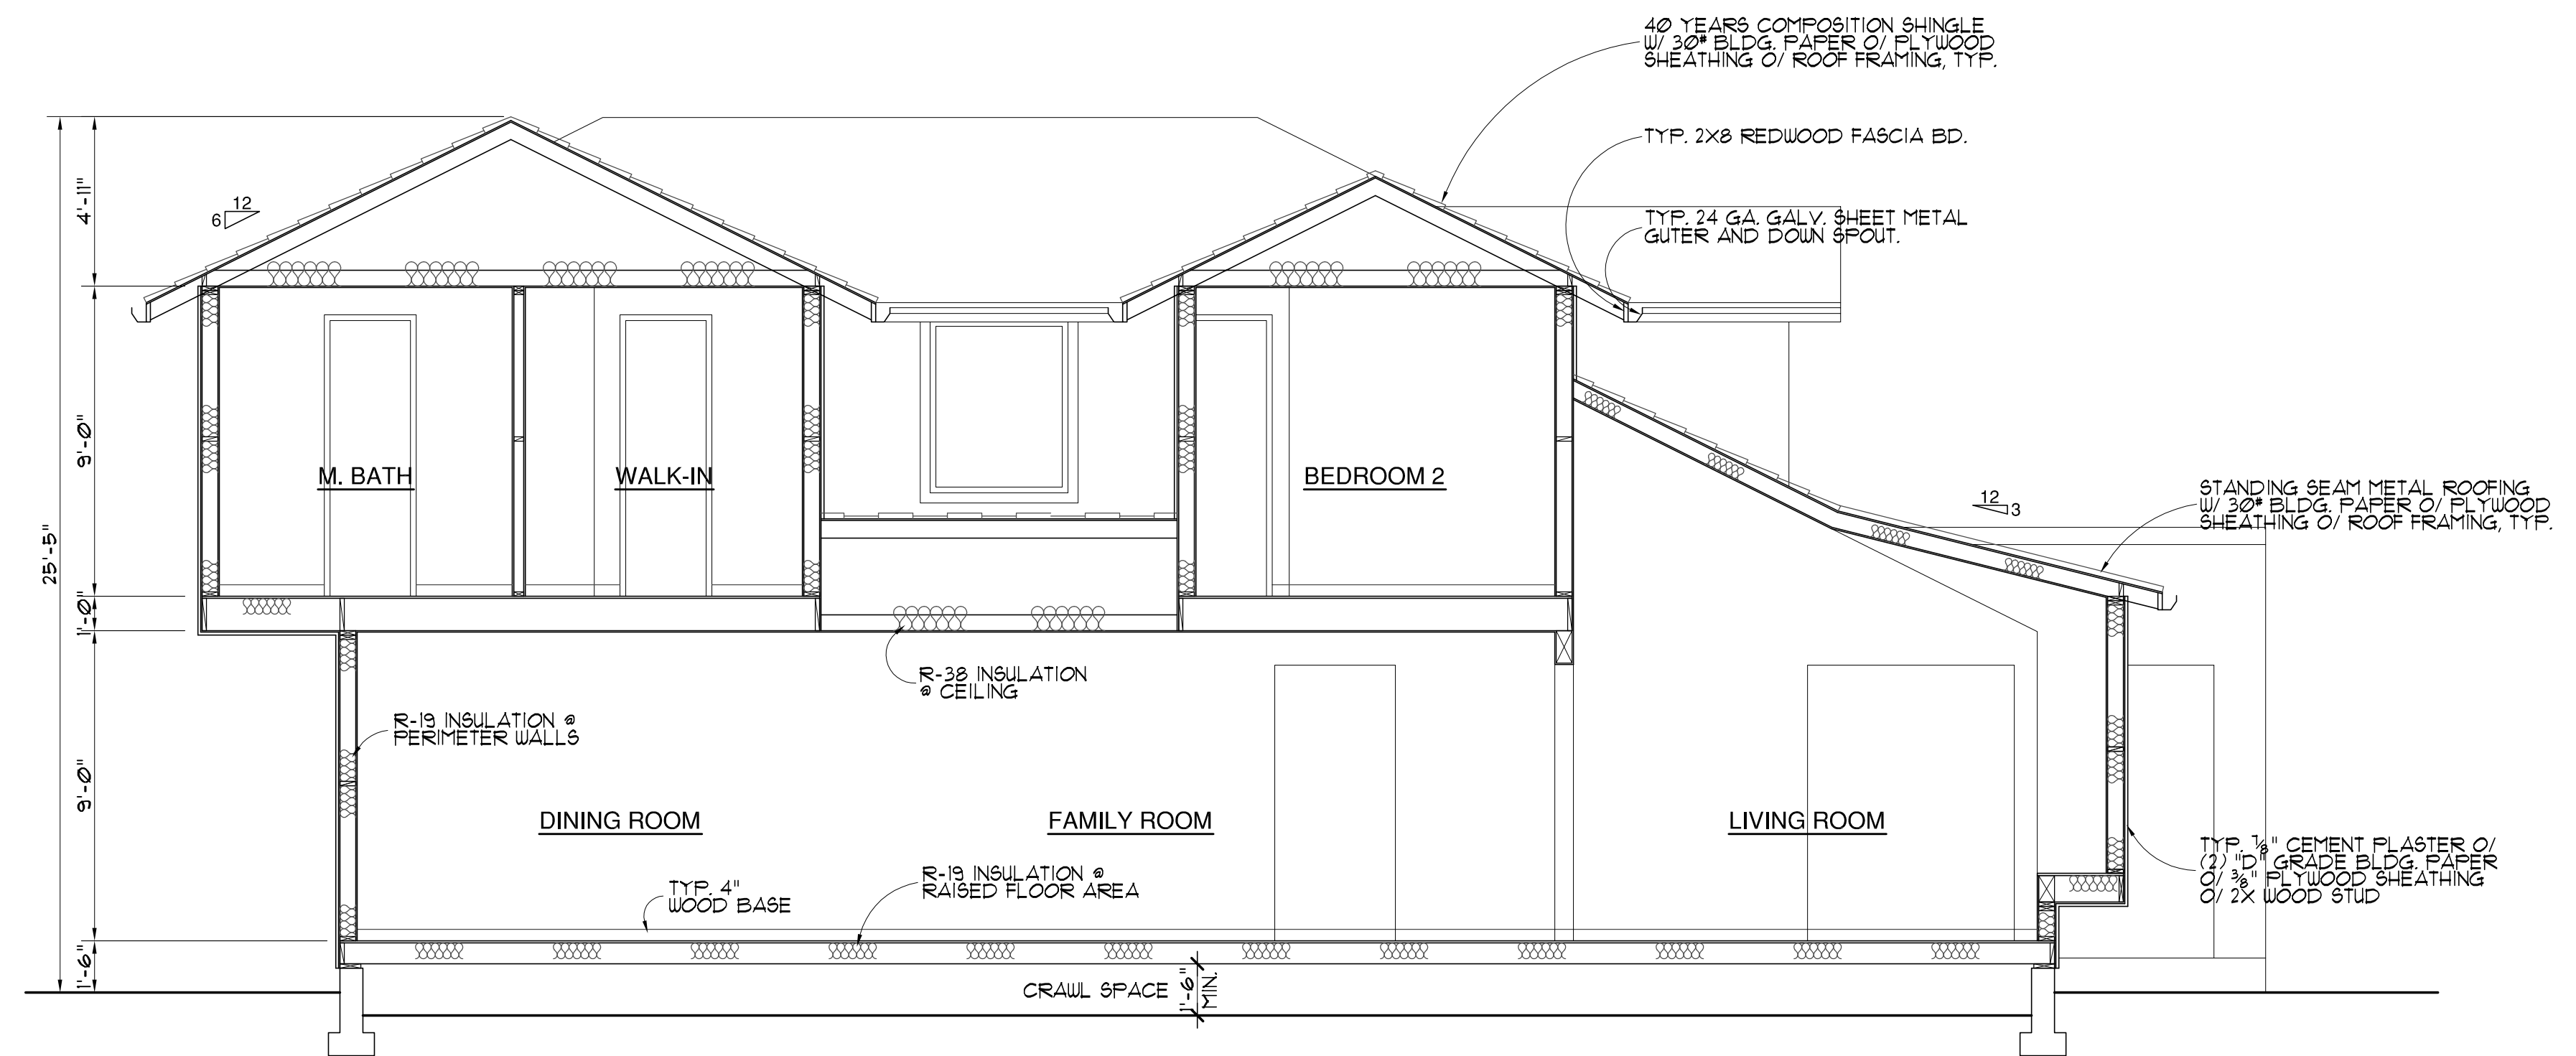 40 YEARS COMPOSITION SHINGLE
W/ 30# BLDG. PAPER O/ PLYWOOD
SHEATHING O/ ROOF FRAMING, TYP.
TYP. 2X8 REDWOOD FASCIA BD.
TYP. 24 GA. GALV. SHEET METAL
GUTER AND DOWN SPOUT.
4'-11"
12
6
9'-0"
M. BATH
WALK-IN
BEDROOM 2
12
3
STANDING SEAM METAL ROOFING
W/ 30# BLDG. PAPER O/ PLYWOOD
SHEATHING O/ ROOF FRAMING, TYP.
25'-5"
1'-0"
R-38 INSULATION
@ CEILING
R-19 INSULATION @
PERIMETER WALLS
9'-0"
DINING ROOM
FAMILY ROOM
LIVING ROOM
TYP. 7/8" CEMENT PLASTER O/
(2) "D" GRADE BLDG. PAPER
O/ 3/8" PLYWOOD SHEATHING
O/ 2X WOOD STUD
TYP. 4"
WOOD BASE
R-19 INSULATION @
RAISED FLOOR AREA
1'-6"
CRAWL SPACE
1'-6"
MIN.